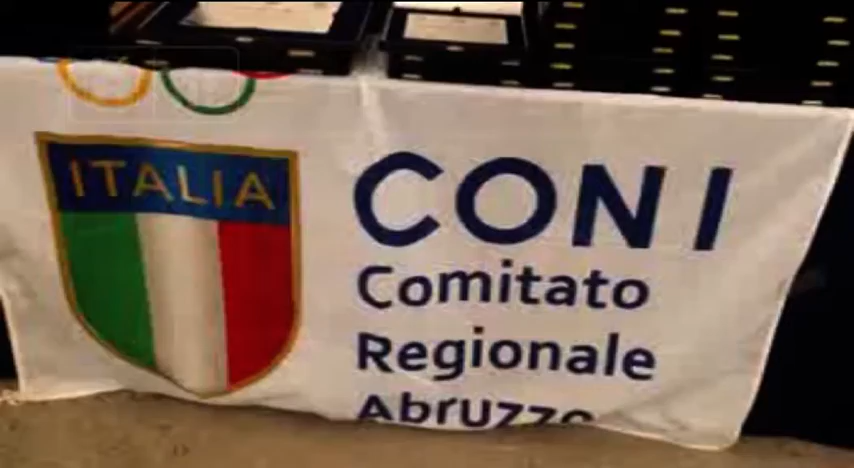 ITALIA
CONI
Comitato
Regionale
Abruzzo